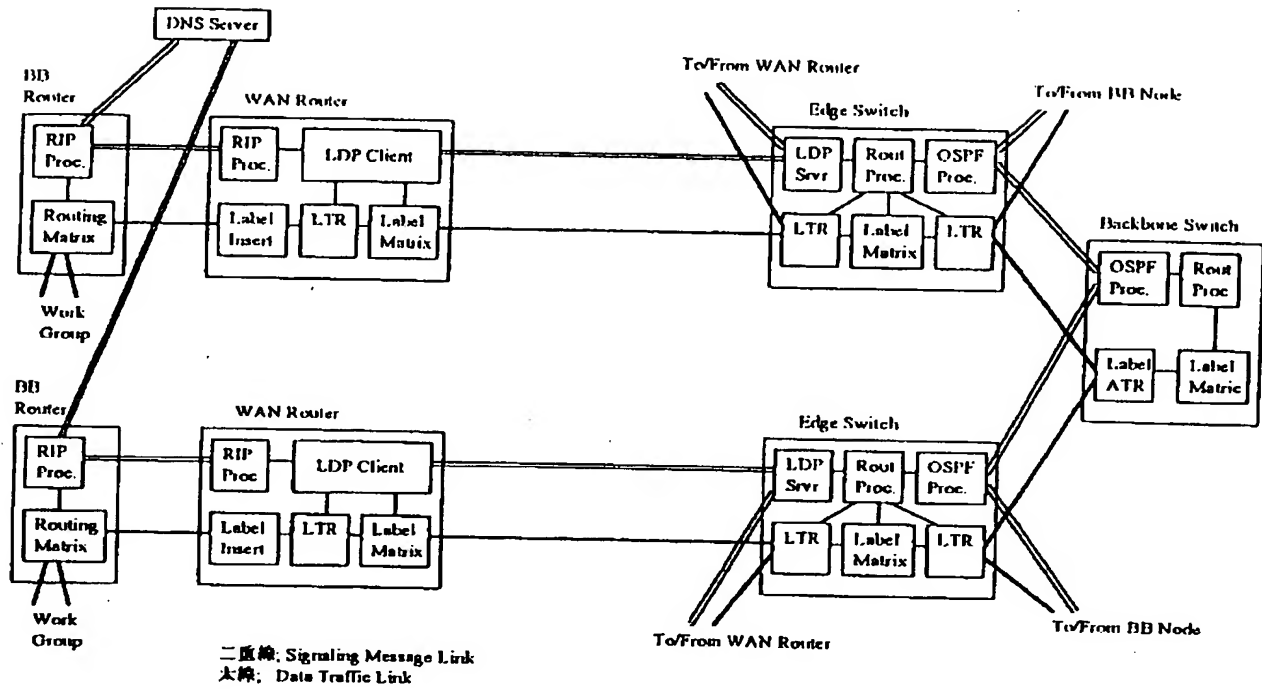 DNS Server
BB
Router
RIP
Proc.
Routing
Matrix
Work
Group
WAN Router
RIP
Proc.
LDP Client
Label
Insert
LTR
Label
Matrix
To/From WAN Router
To/From BB Node
Edge Switch
LDP
Srvr
Rout
Proc.
OSPF
Proc.
LTR
Label
Matrix
LTR
Backbone Switch
OSPF
Proc.
Rout
Proc
Label
ATR
Label
Matric
BB
Router
RIP
Proc.
Routing
Matrix
Work
Group
WAN Router
RIP
Proc
LDP Client
Label
Insert
LTR
Label
Matrix
Edge Switch
LDP
Srvr
Rout
Proc.
OSPF
Proc.
LTR
Label
Matrix
LTR
To/From WAN Router
To/From BB Node
二重線; Signaling Message Link
太線; Data Traffic Link